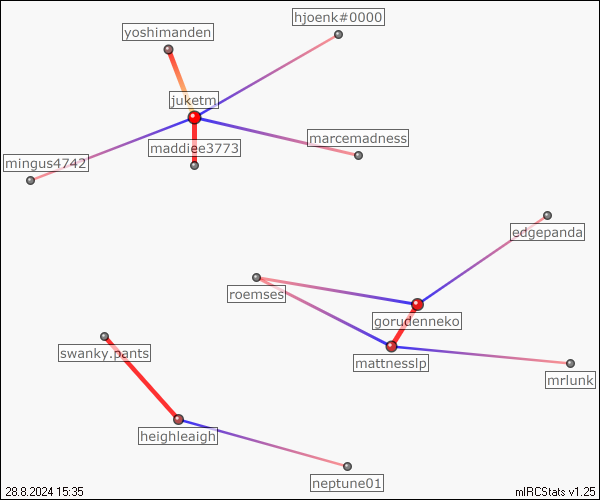 hjoenk#0000
yoshimanden
juketm
marcemadness
maddiee3773
mingus4742
edgepanda
roemses
gorudenneko
swanky.pants
mattnesslp
mrlunk
heighleaigh
neptune01
28.8.2024 15:35
mIRCStats v1.25